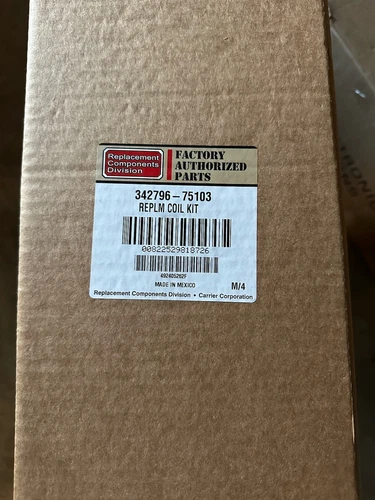 Replacement
Components
Division
FACTORY
AUTHORIZED
PARTS
342796-75103
REPLM COIL KIT
00822529818726
492405202F
MADE IN MEXICO
M/4
Replacement Components Division • Carrier Corporation